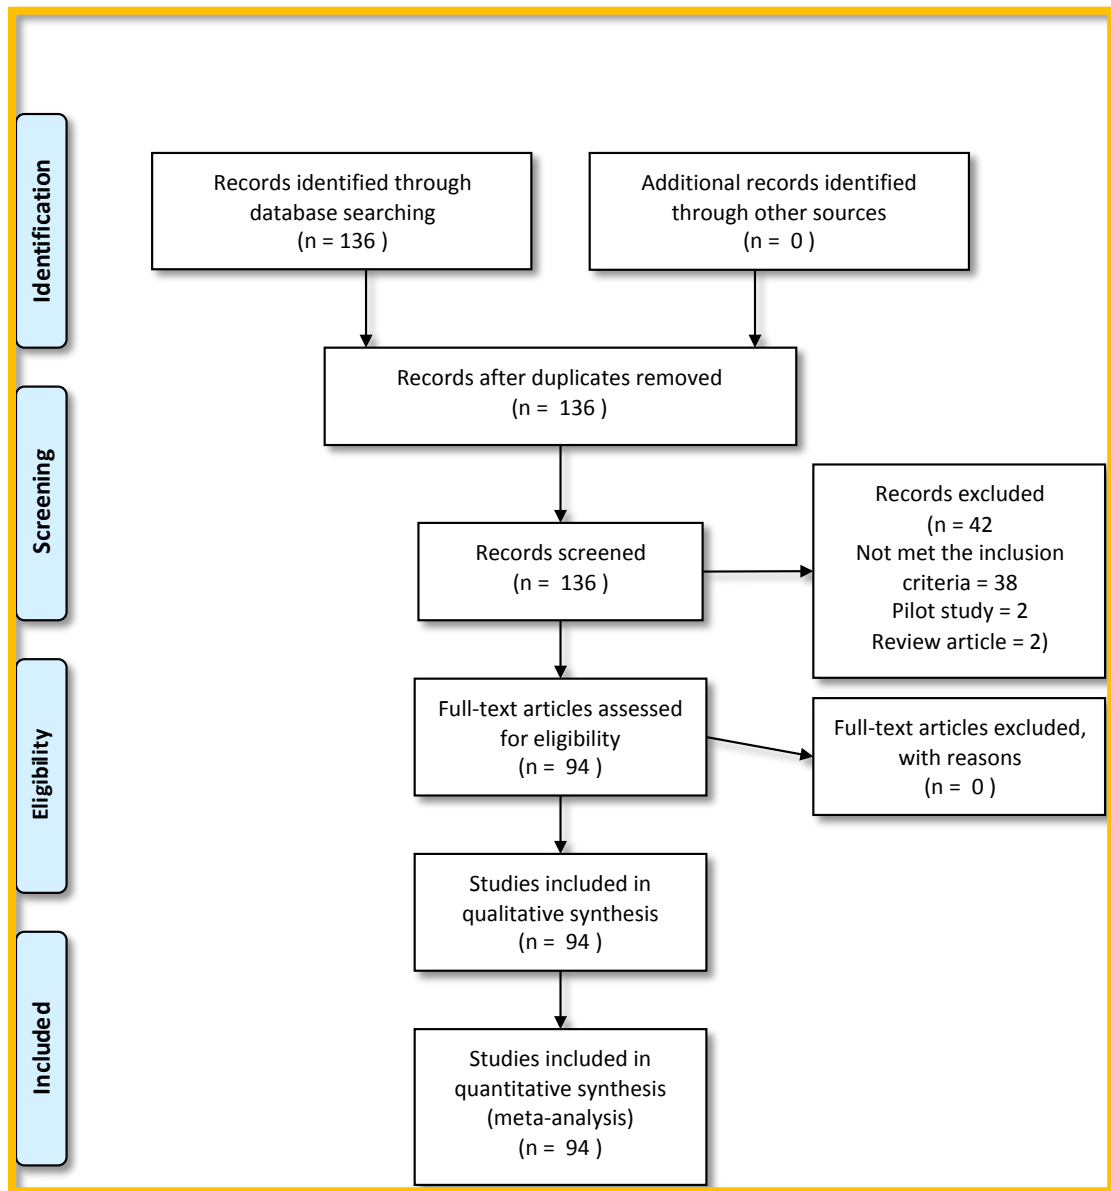 Identification
Records identified through
database searching
(n = 136 )
Additional records identified
through other sources
(n =  0 )
Records after duplicates removed
(n =  136 )
Screening
Records screened
(n =  136 )
Records excluded
(n = 42
Not met the inclusion
criteria = 38
Pilot study = 2
Review article = 2)
Eligibility
Full-text articles assessed
for eligibility
(n =  94 )
Full-text articles excluded,
with reasons
(n =  0 )
Studies included in
qualitative synthesis
(n =  94 )
Included
Studies included in
quantitative synthesis
(meta-analysis)
(n =  94 )